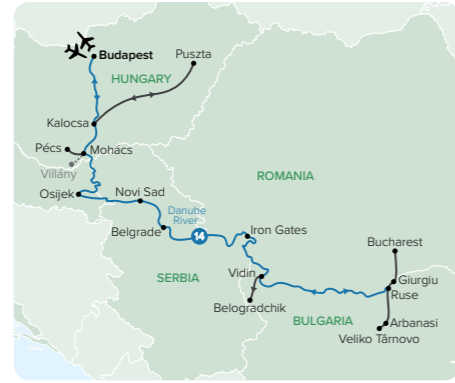 Budapest
Puszta
HUNGARY
Kalocsa
Pécs
Mohács
Villány
ROMANIA
Osijek
Novi Sad
Danube
River
Belgrade
14
Iron Gates
Bucharest
SERBIA
Vidin
Giurgiu
Ruse
Belogradchik
BULGARIA
Arbanasi
Veliko Târnovo